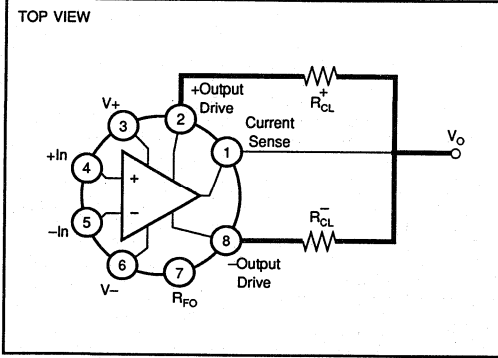 TOP VIEW
+Output
Drive
R+CL
V+
3
2
Current
Sense
VO
+In
4
1
+
−In
5
−
R−CL
8
6
7
−Output
Drive
V−
RFO